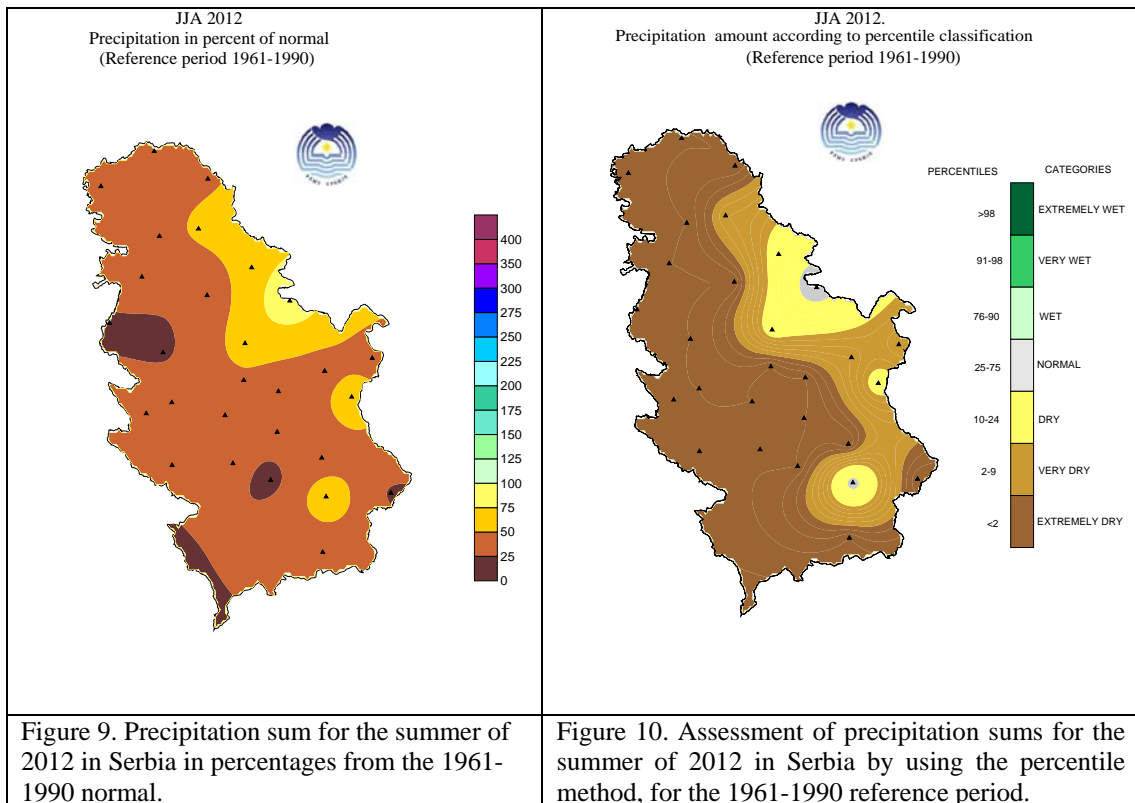 JJA 2012
Precipitation in percent of normal
(Reference period 1961-1990)
400
350
300
275
250
225
200
175
150
125
100
75
50
25
0
JJA 2012.
Precipitation amount according to percentile classification
(Reference period 1961-1990)
PERCENTILES CATEGORIES
>98 EXTREMELY WET
91-98 VERY WET
76-90 WET
25-75 NORMAL
10-24 DRY
2-9 VERY DRY
<2 EXTREMELY DRY
Figure 9. Precipitation sum for the summer of
2012 in Serbia in percentages from the 1961-
1990 normal.
Figure 10. Assessment of precipitation sums for the
summer of 2012 in Serbia by using the percentile
method, for the 1961-1990 reference period.